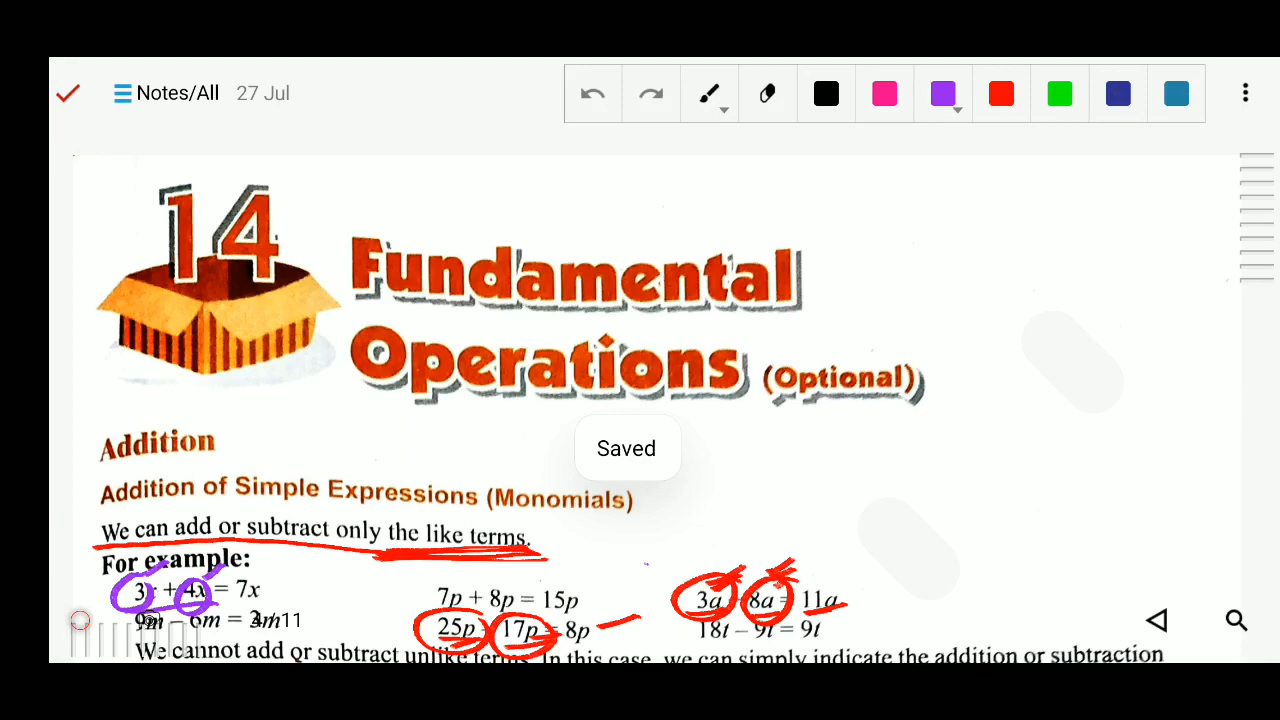 Notes/All 27 Jul
14
Fundamental
Operations (Optional)
Addition
Saved
Addition of Simple Expressions (Monomials)
We can add or subtract only the like terms.
For example:
3x + 4x = 7x 7p + 8p = 15p 3a + 8a = 11a
9m – 6m = 3m 25p – 17p = 8p 18t – 9t = 9t
We cannot add or subtract unlike terms. In this case, we can simply indicate the addition or subtraction